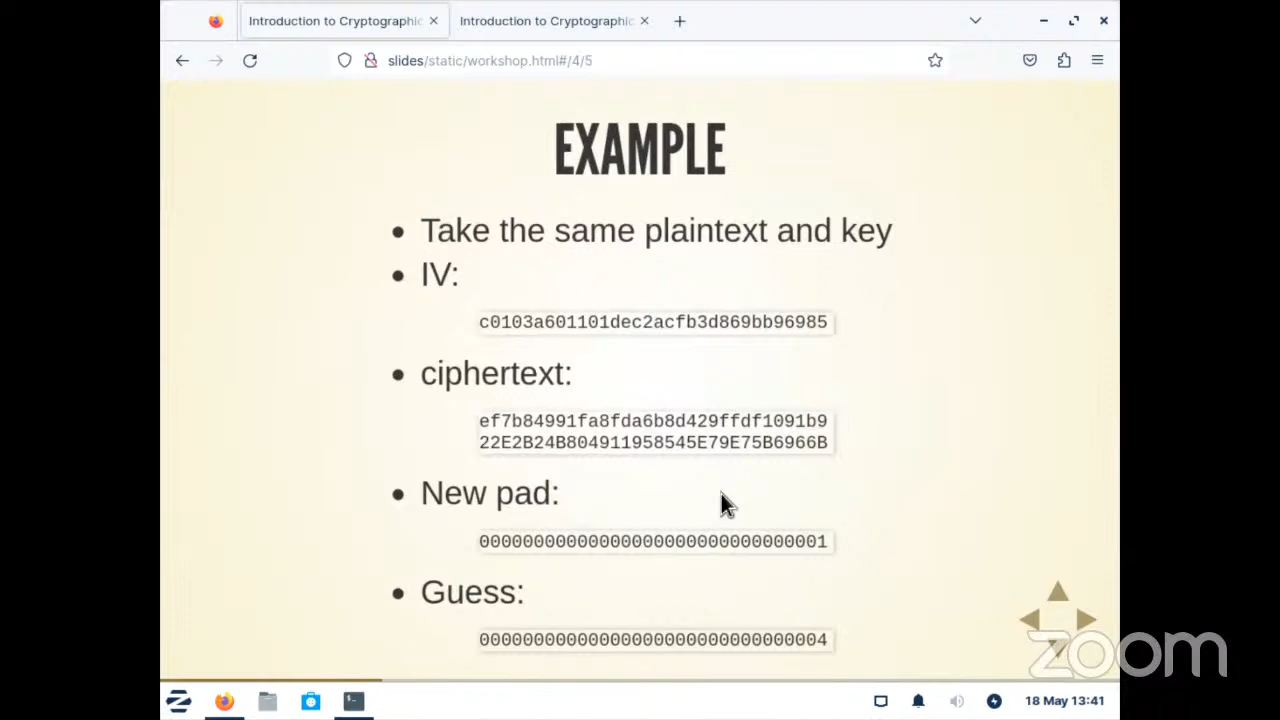 Introduction to Cryptographic
Introduction to Cryptographic
slides/static/workshop.html#/4/5
EXAMPLE
Take the same plaintext and key
IV:
c0103a601101dec2acfb3d869bb96985
ciphertext:
ef7b84991fa8fda6b8d429ffdf1091b9
22E2B24B804911958545E79E75B6966B
New pad:
00000000000000000000000000000001
Guess:
00000000000000000000000000000004
zoom
18 May 13:41